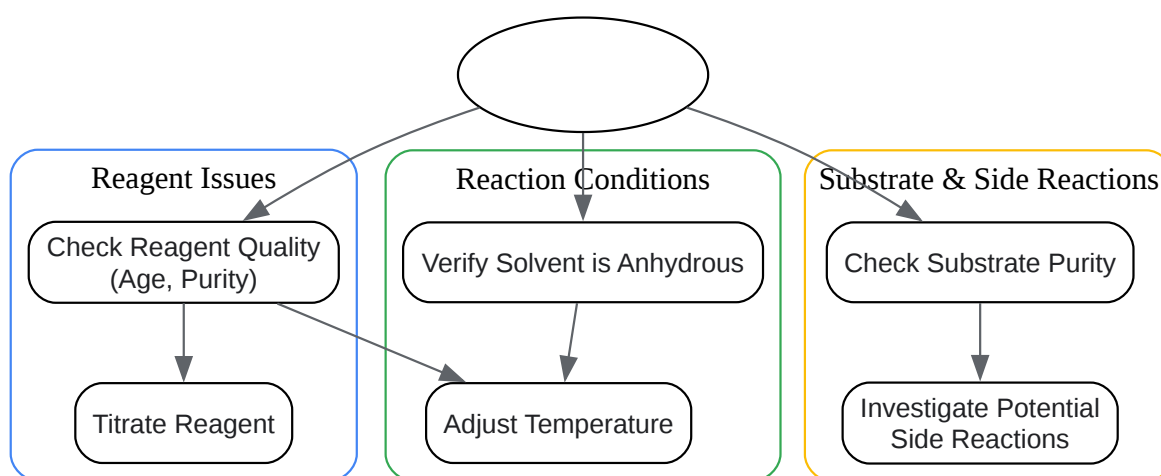 Reagent Issues
Reaction Conditions
Substrate & Side Reactions
Check Reagent Quality
(Age, Purity)
Verify Solvent is Anhydrous
Check Substrate Purity
Titrate Reagent
Adjust Temperature
Investigate Potential
Side Reactions